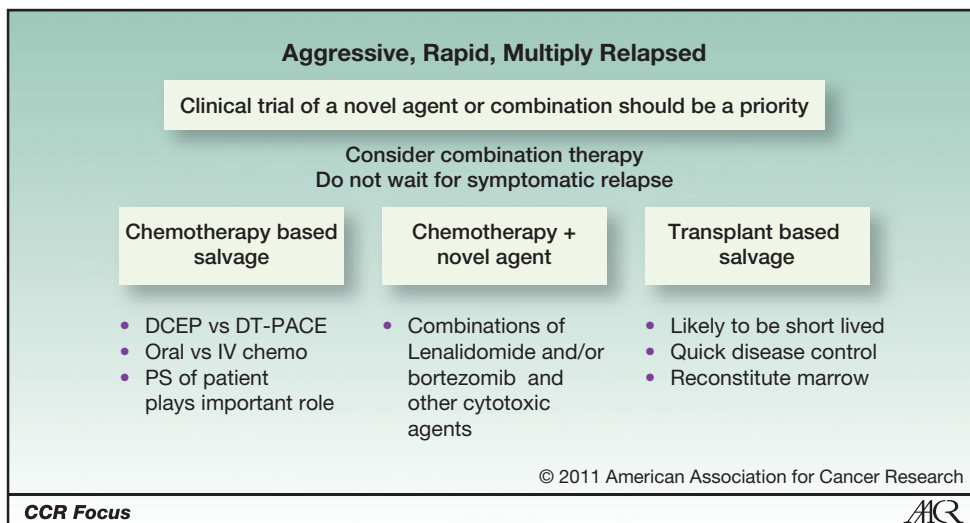 Aggressive, Rapid, Multiply Relapsed
Clinical trial of a novel agent or combination should be a priority
Consider combination therapy
Do not wait for symptomatic relapse
Chemotherapy based
salvage
• DCEP vs DT-PACE
• Oral vs IV chemo
• PS of patient
plays important role
Chemotherapy +
novel agent
• Combinations of
Lenalidomide and/or
bortezomib and
other cytotoxic
agents
Transplant based
salvage
• Likely to be short lived
• Quick disease control
• Reconstitute marrow
© 2011 American Association for Cancer Research
CCR Focus
AACR